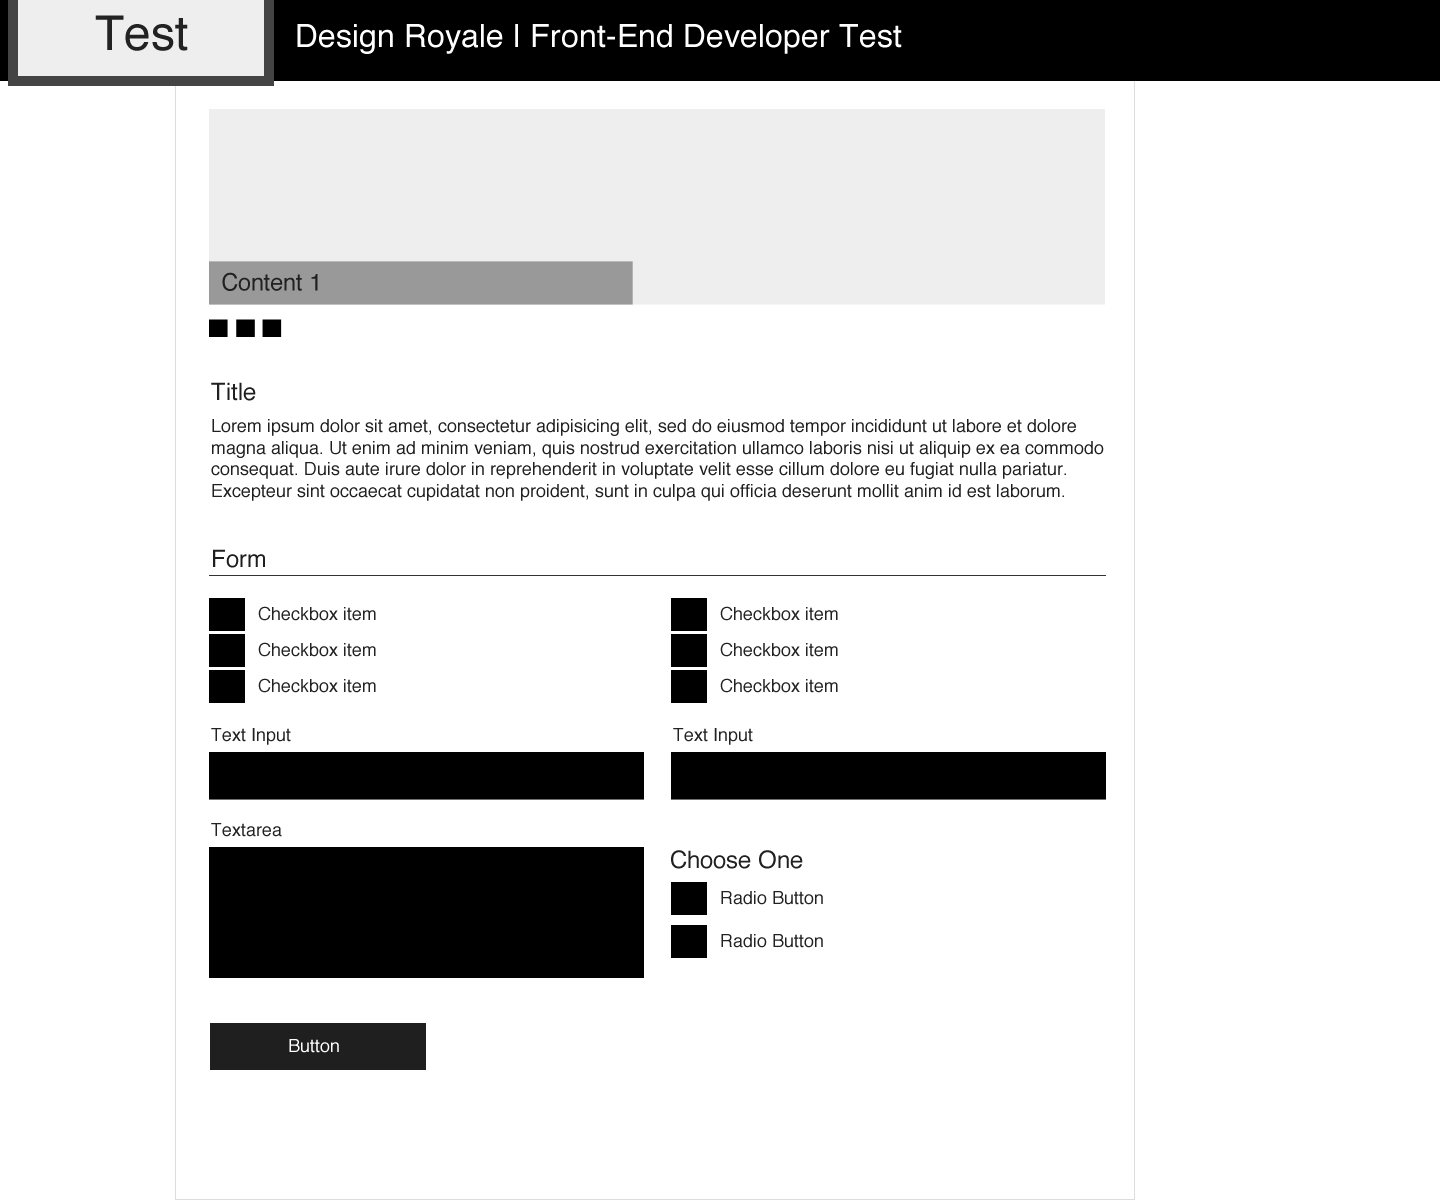 Test
Design Royale | Front-End Developer Test
Content 1
Title
Lorem ipsum dolor sit amet, consectetur adipisicing elit, sed do eiusmod tempor incididunt ut labore et dolore
magna aliqua. Ut enim ad minim veniam, quis nostrud exercitation ullamco laboris nisi ut aliquip ex ea commodo
consequat. Duis aute irure dolor in reprehenderit in voluptate velit esse cillum dolore eu fugiat nulla pariatur.
Excepteur sint occaecat cupidatat non proident, sunt in culpa qui officia deserunt mollit anim id est laborum.
Form
Checkbox item
Checkbox item
Checkbox item
Checkbox item
Checkbox item
Checkbox item
Text Input
Text Input
Textarea
Choose One
Radio Button
Radio Button
Button